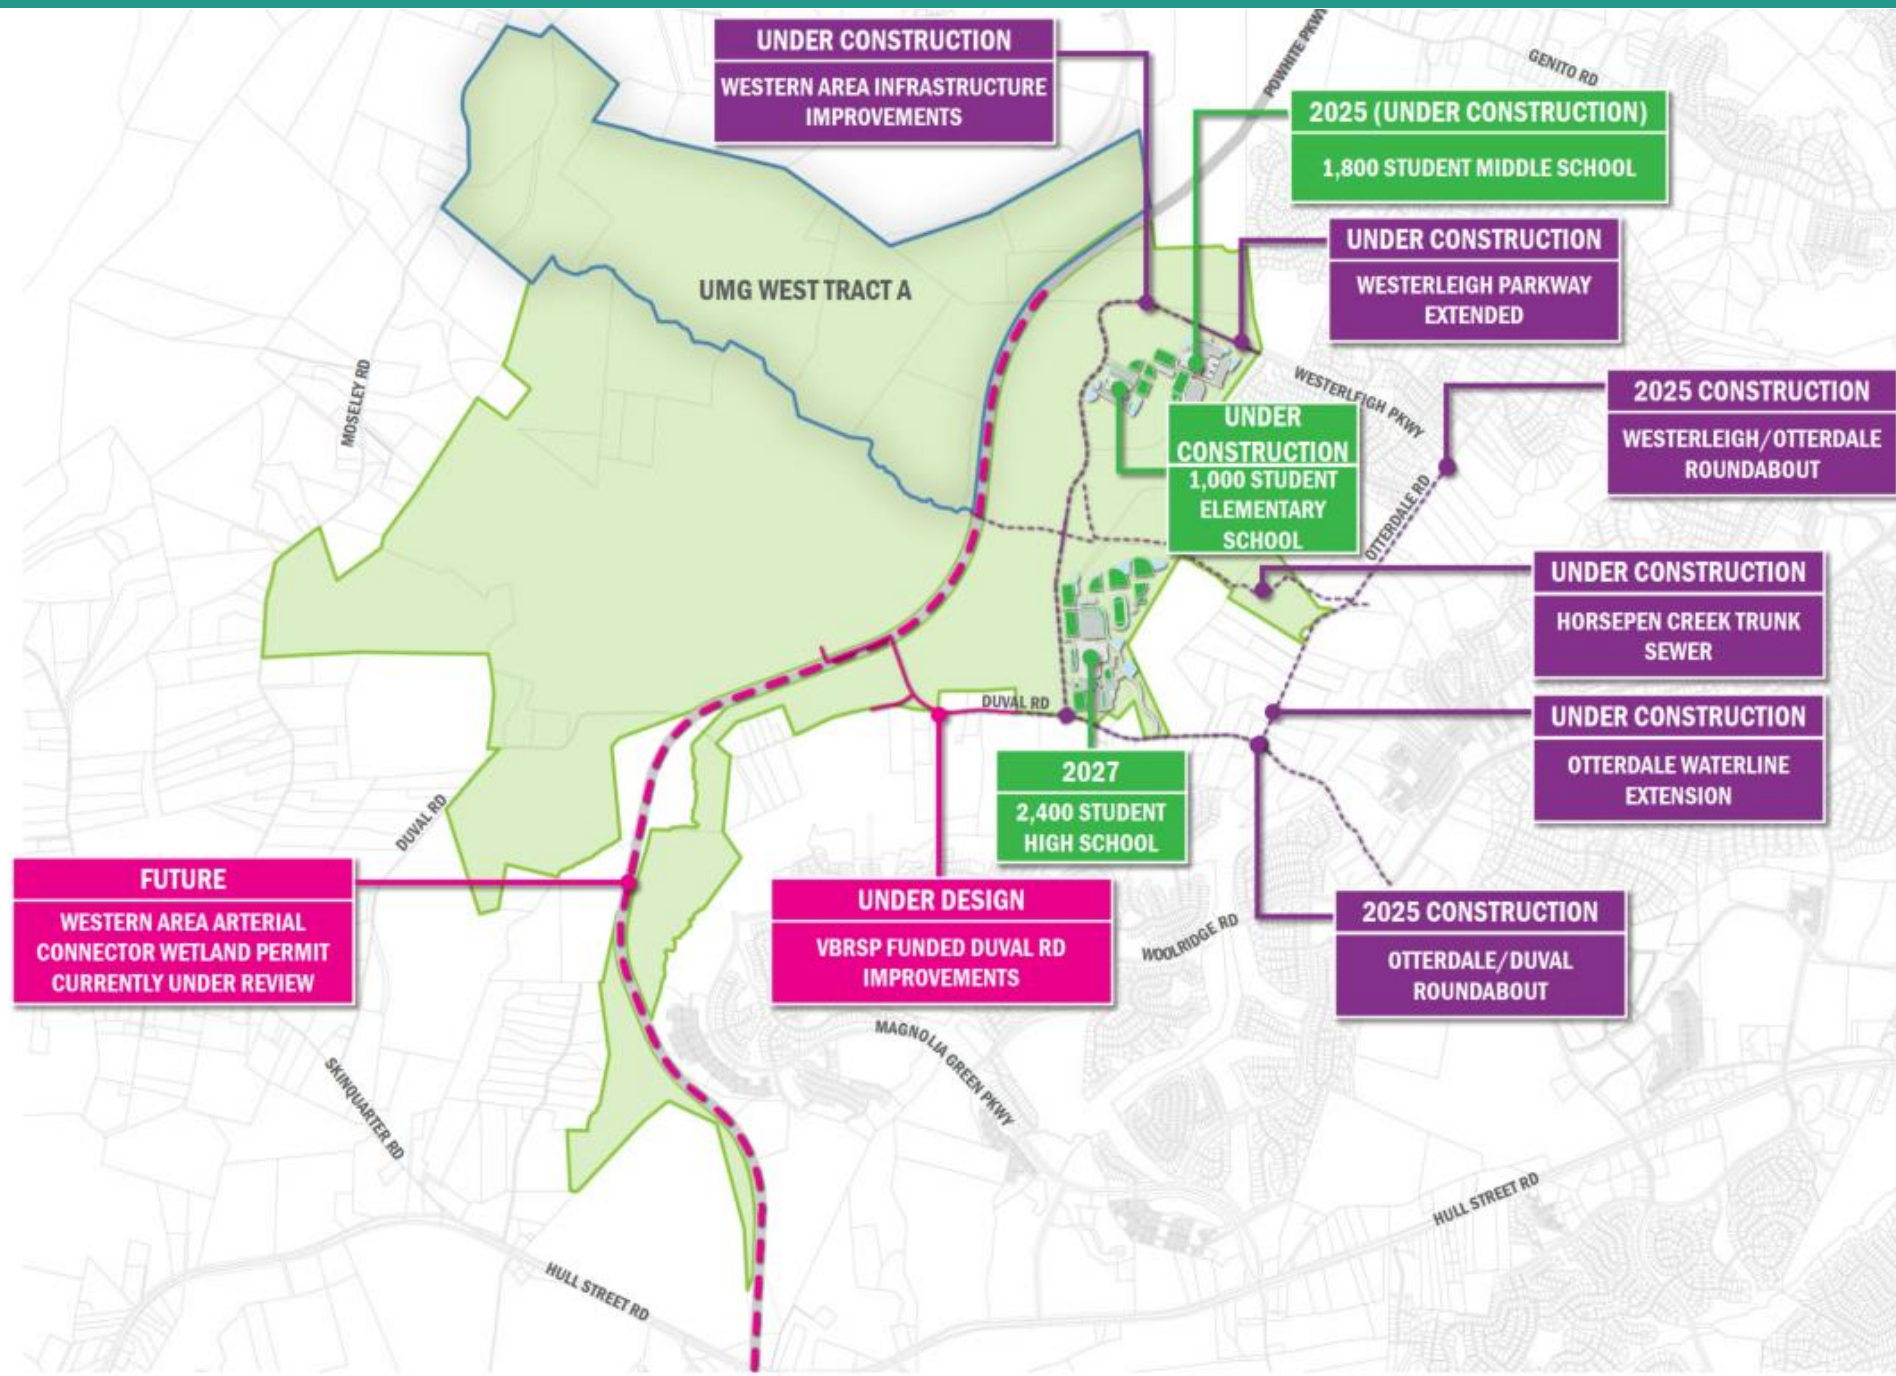 UNDER CONSTRUCTION
WESTERN AREA INFRASTRUCTURE
IMPROVEMENTS
POWHITE PKWY
GENITO RD
2025 (UNDER CONSTRUCTION)
1,800 STUDENT MIDDLE SCHOOL
UNDER CONSTRUCTION
WESTERLEIGH PARKWAY
EXTENDED
UMG WEST TRACT A
MOSELEY RD
WESTERLEIGH PKWY
2025 CONSTRUCTION
WESTERLEIGH/OTTERDALE
ROUNDABOUT
UNDER
CONSTRUCTION
1,000 STUDENT
ELEMENTARY
SCHOOL
OTTERDALE RD
UNDER CONSTRUCTION
HORSEPEN CREEK TRUNK
SEWER
DUVAL RD
UNDER CONSTRUCTION
OTTERDALE WATERLINE
EXTENSION
2027
2,400 STUDENT
HIGH SCHOOL
DUVAL RD
FUTURE
WESTERN AREA ARTERIAL
CONNECTOR WETLAND PERMIT
CURRENTLY UNDER REVIEW
UNDER DESIGN
VBRSP FUNDED DUVAL RD
IMPROVEMENTS
WOOLRIDGE RD
2025 CONSTRUCTION
OTTERDALE/DUVAL
ROUNDABOUT
MAGNOLIA GREEN PKWY
SKINQUARTER RD
HULL STREET RD
HULL STREET RD